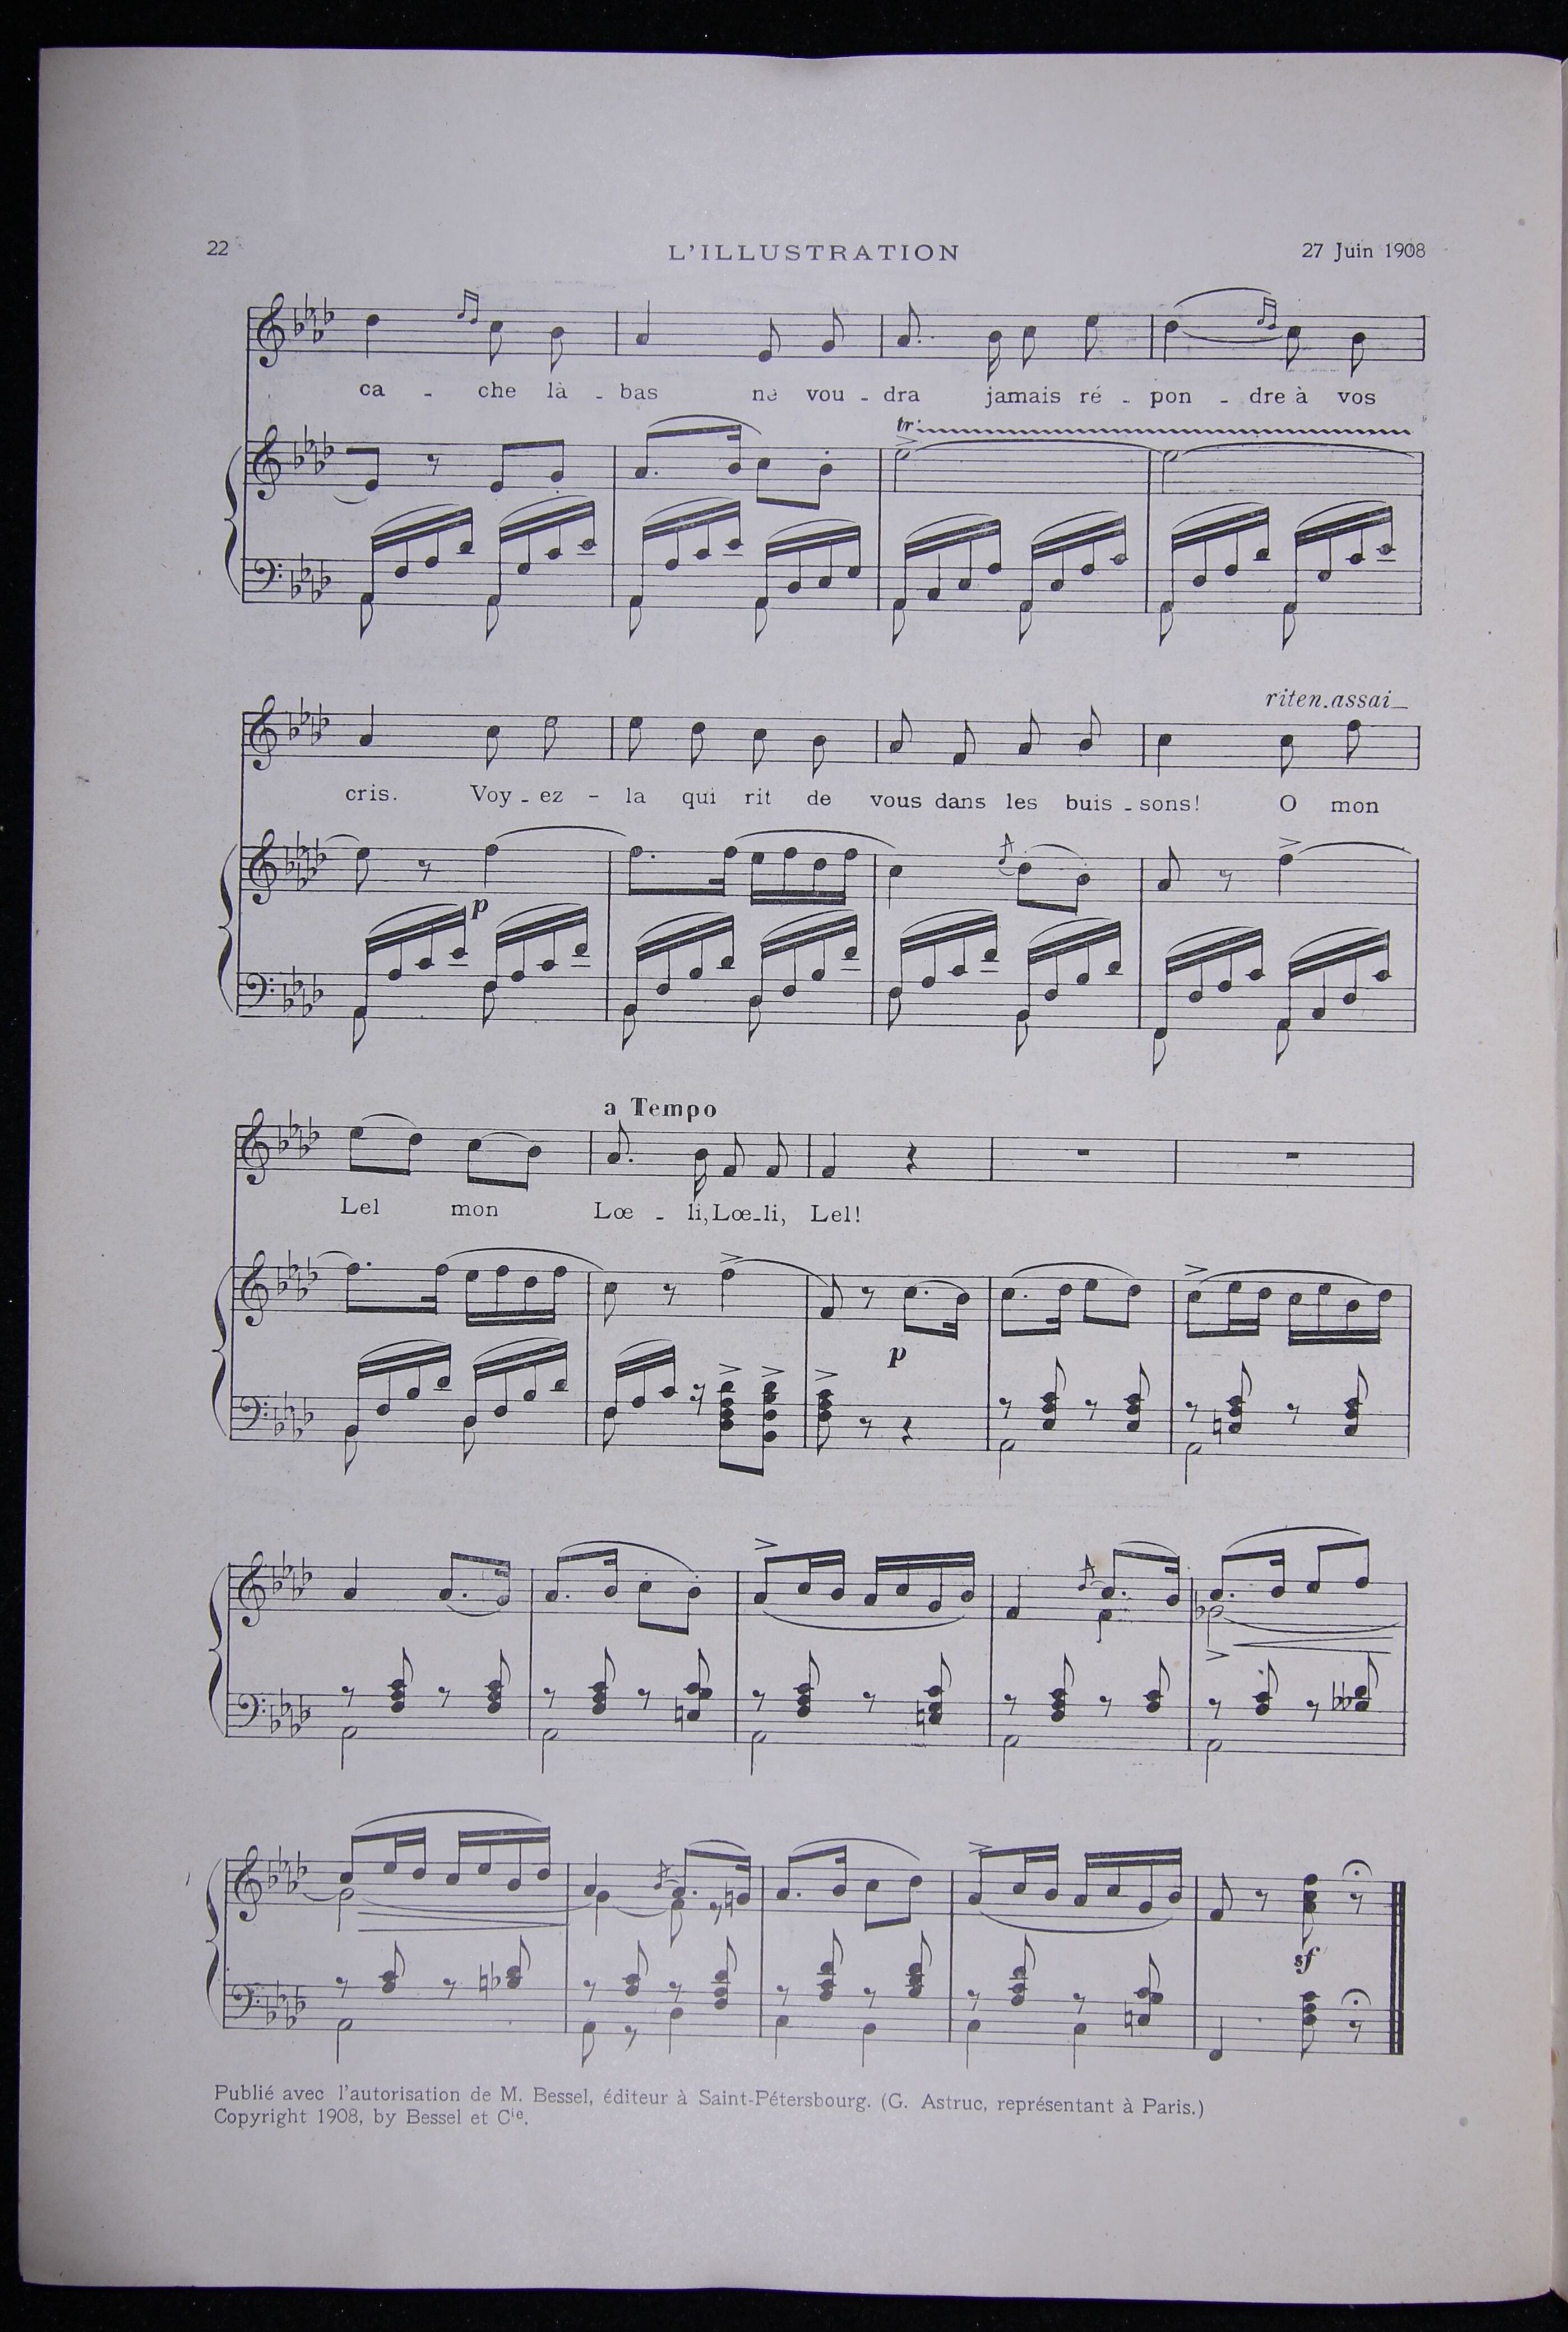 22 L'ILLUSTRATION 27 Juin 1908
ca - che là - bas ne vou - dra jamais ré - pon - dre à vos
tr
riten. assai
cris. Voy - ez - la qui rit de vous dans les buis - sons! O mon
p
a Tempo
Lel mon Lœ - li, Lœ - li, Lel!
p
sf
Publié avec l'autorisation de M. Bessel, éditeur à Saint-Pétersbourg. (G. Astruc, représentant à Paris.)
Copyright 1908, by Bessel et Cie.